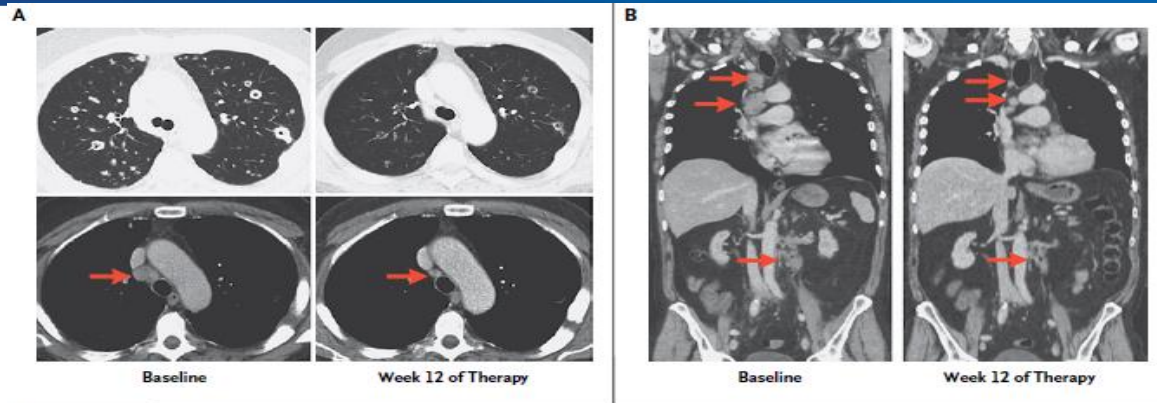 A
B
Baseline
Week 12 of Therapy
Baseline
Week 12 of Therapy